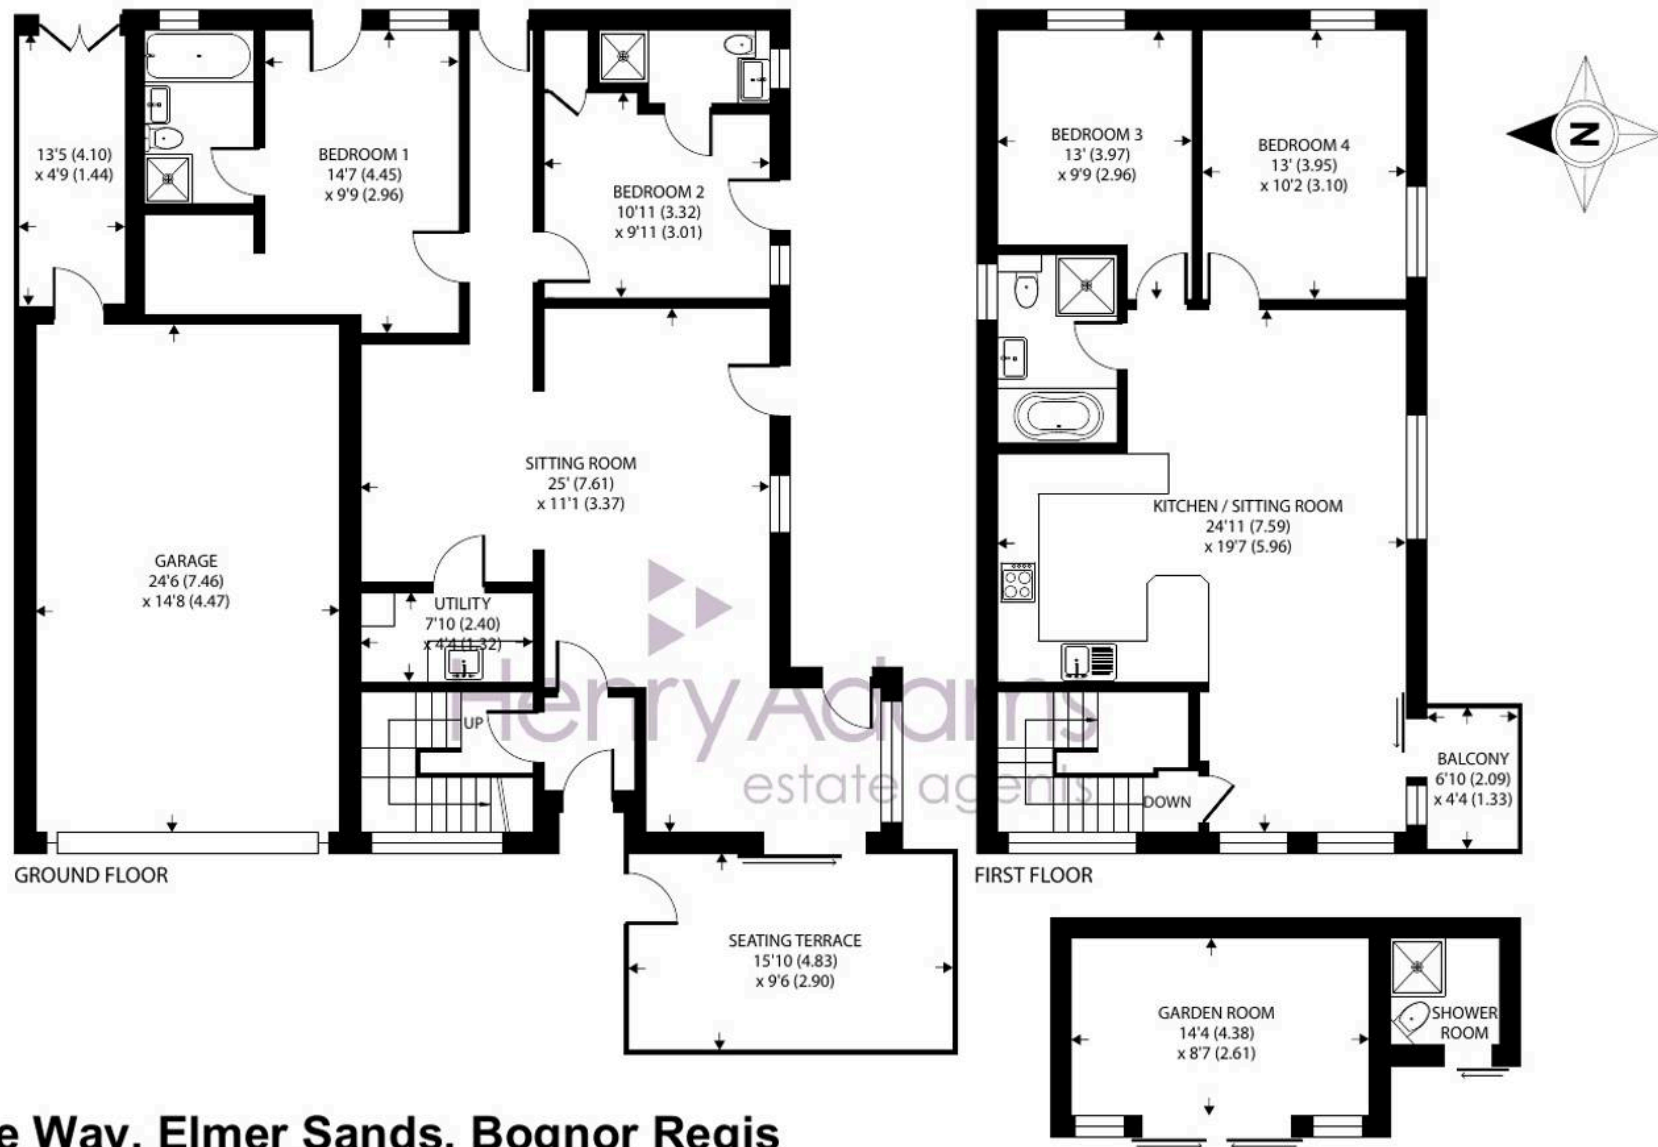 13'5 (4.10)
x 4'9 (1.44)
BEDROOM 1
14'7 (4.45)
x 9'9 (2.96)
BEDROOM 2
10'11 (3.32)
x 9'11 (3.01)
SITTING ROOM
25' (7.61)
x 11'1 (3.37)
GARAGE
24'6 (7.46)
x 14'8 (4.47)
UTILITY
7'10 (2.40)
x 4'4 (1.32)
UP
GROUND FLOOR
SEATING TERRACE
15'10 (4.83)
x 9'6 (2.90)
BEDROOM 3
13' (3.97)
x 9'9 (2.96)
BEDROOM 4
13' (3.95)
x 10'2 (3.10)
N
KITCHEN / SITTING ROOM
24'11 (7.59)
x 19'7 (5.96)
BALCONY
6'10 (2.09)
x 4'4 (1.33)
DOWN
FIRST FLOOR
GARDEN ROOM
14'4 (4.38)
x 8'7 (2.61)
SHOWER
ROOM
Henry Adams
estate agents
e Way, Elmer Sands, Bognor Regis